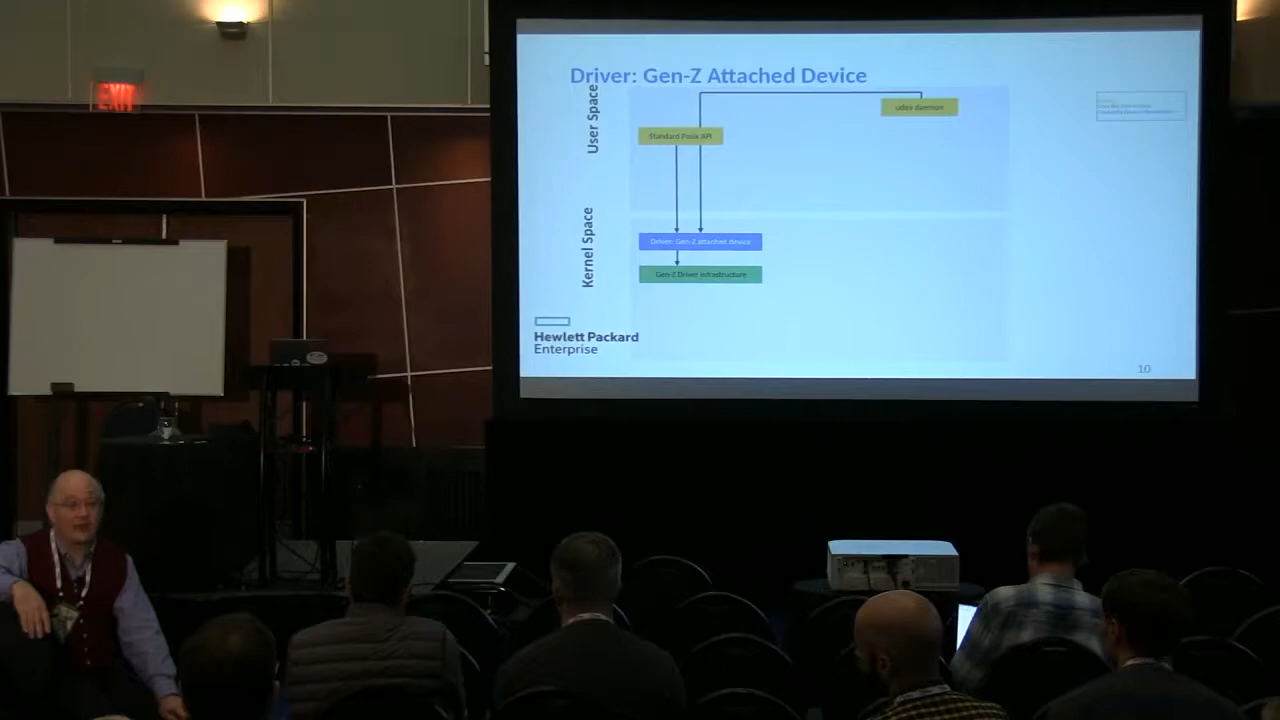 EXIT
Driver: Gen-Z Attached Device
User Space
udev daemon
Standard Posix API
Kernel Space
Driver: Gen-Z attached device
Gen-Z Driver Infrastructure
Hewlett Packard
Enterprise
10